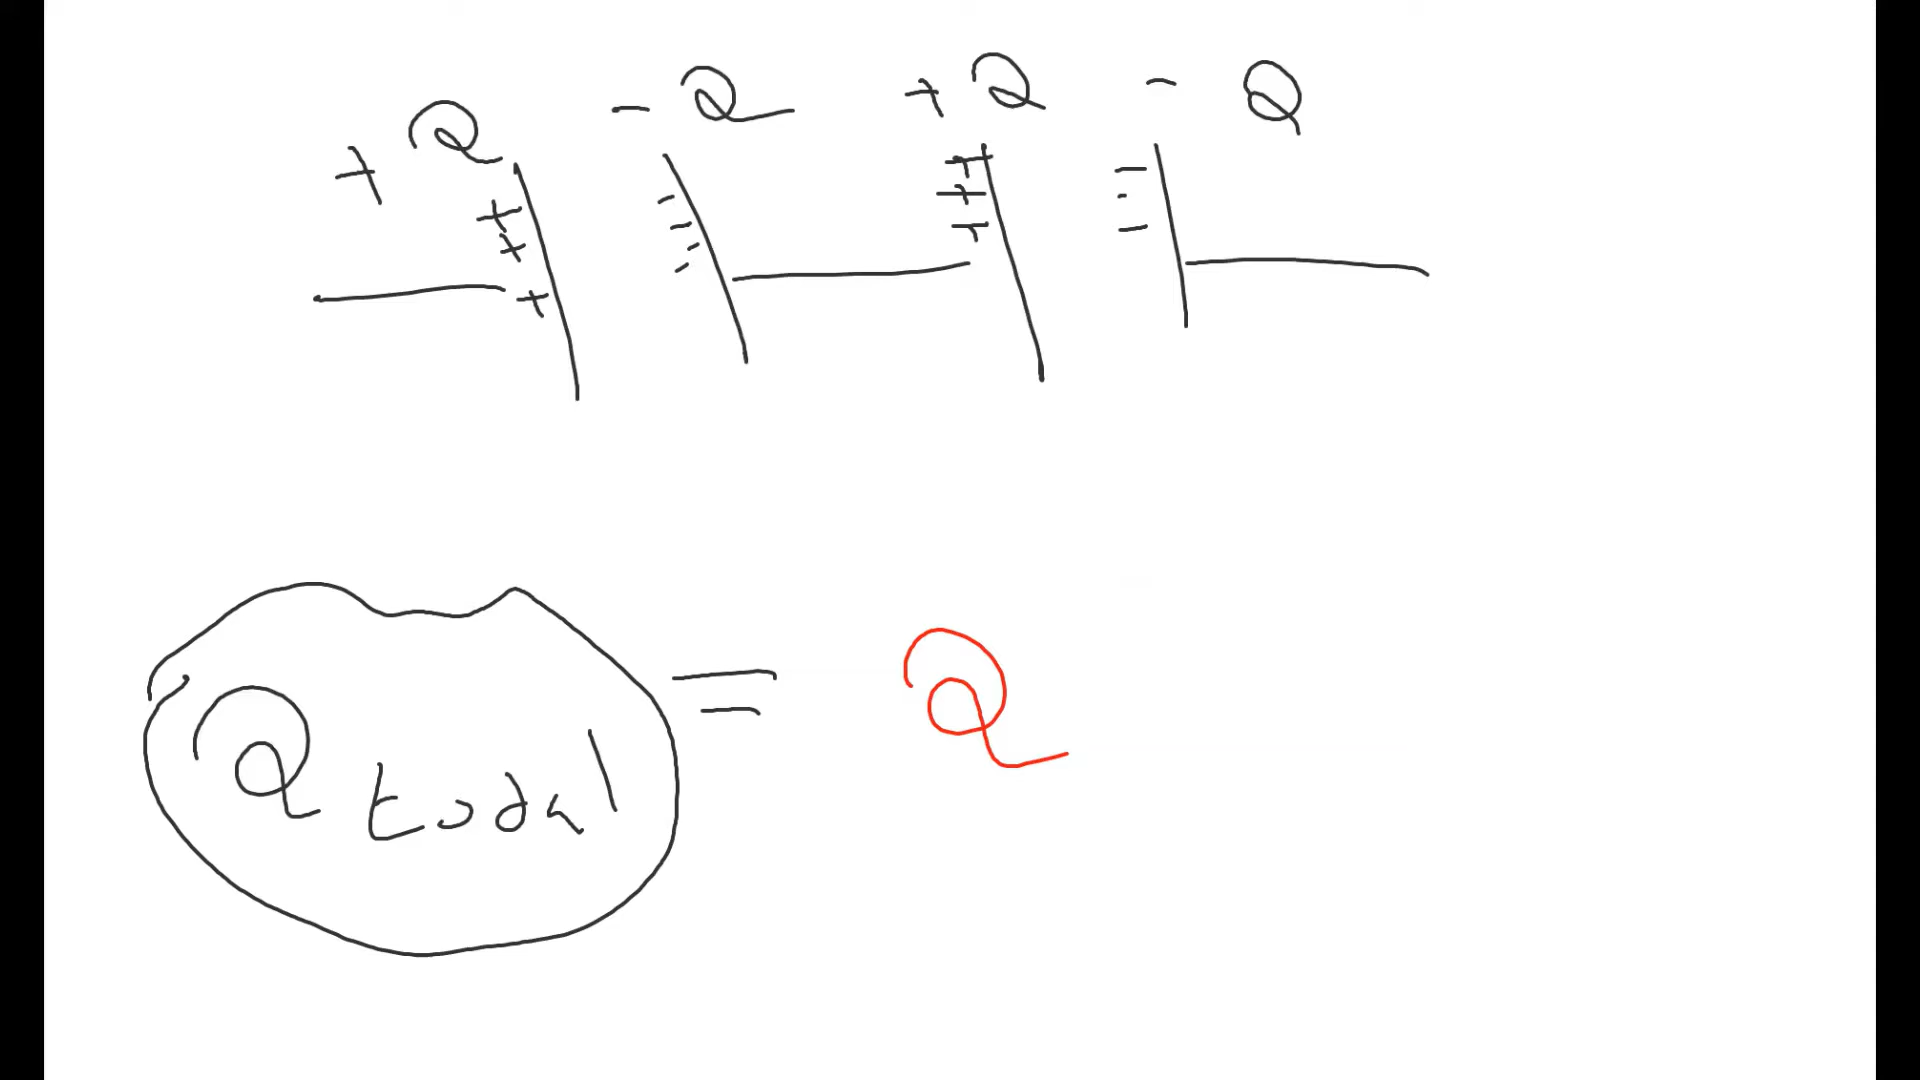 + Q - Q + Q - Q
+ + + - - - - + + + - - -
Q total = Q